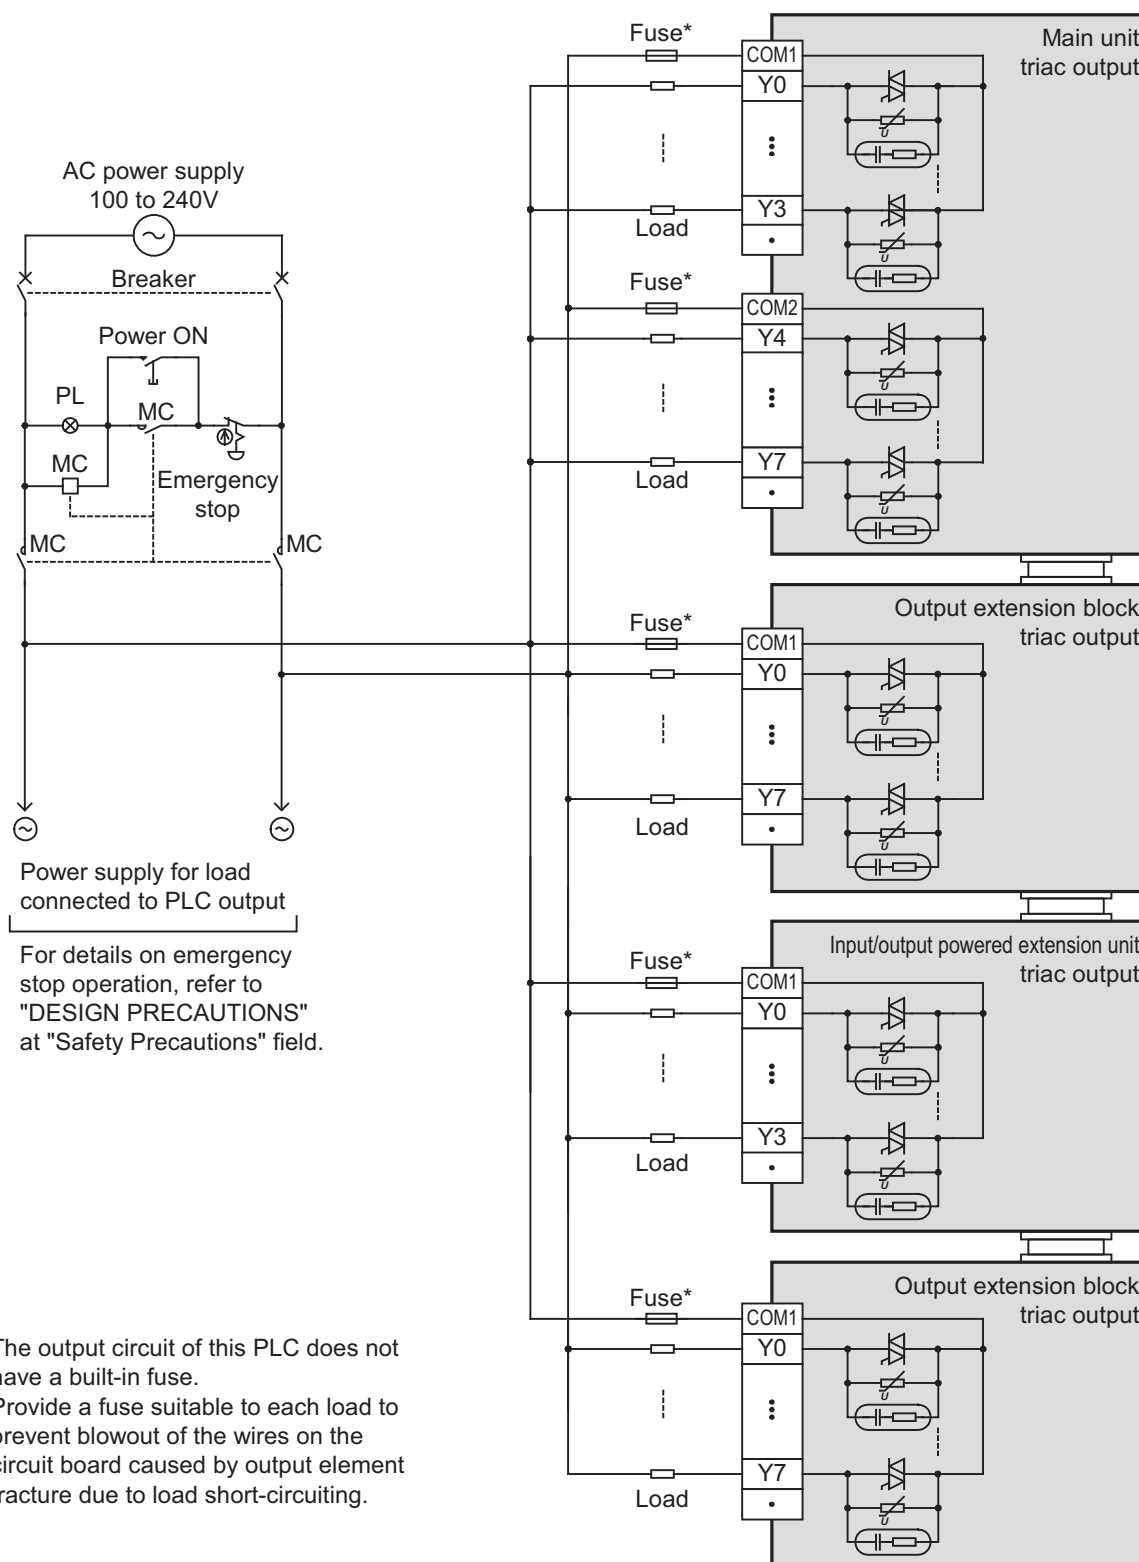 AC power supply
100 to 240V
Breaker
Power ON
PL
MC
MC
Emergency
stop
MC
MC
Power supply for load
connected to PLC output
For details on emergency
stop operation, refer to
"DESIGN PRECAUTIONS"
at "Safety Precautions" field.
The output circuit of this PLC does not
have a built-in fuse.
Provide a fuse suitable to each load to
prevent blowout of the wires on the
circuit board caused by output element
fracture due to load short-circuiting.
Main unit
triac output
Fuse*
COM1
Y0
U
Y3
Load
U
Fuse*
COM2
Y4
U
Y7
Load
U
Output extension block
triac output
Fuse*
COM1
Y0
U
Y7
Load
U
Input/output powered extension unit
triac output
Fuse*
COM1
Y0
U
Y3
Load
U
Output extension block
triac output
Fuse*
COM1
Y0
U
Y7
Load
U